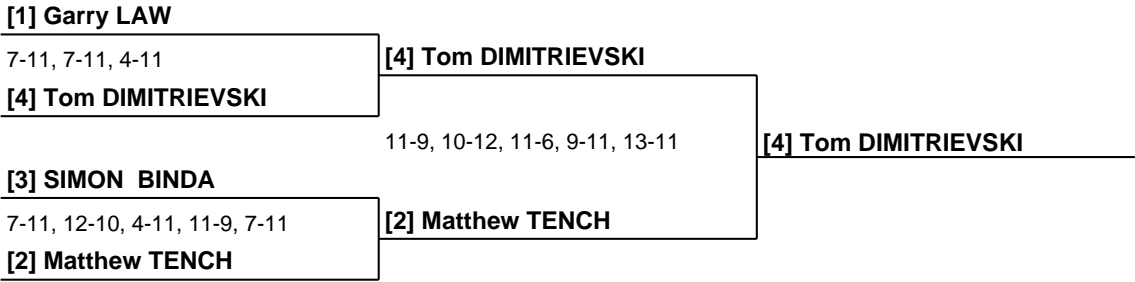 [1] Garry LAW
7-11, 7-11, 4-11
[4] Tom DIMITRIEVSKI
[4] Tom DIMITRIEVSKI
11-9, 10-12, 11-6, 9-11, 13-11
[4] Tom DIMITRIEVSKI
[3] SIMON  BINDA
7-11, 12-10, 4-11, 11-9, 7-11
[2] Matthew TENCH
[2] Matthew TENCH